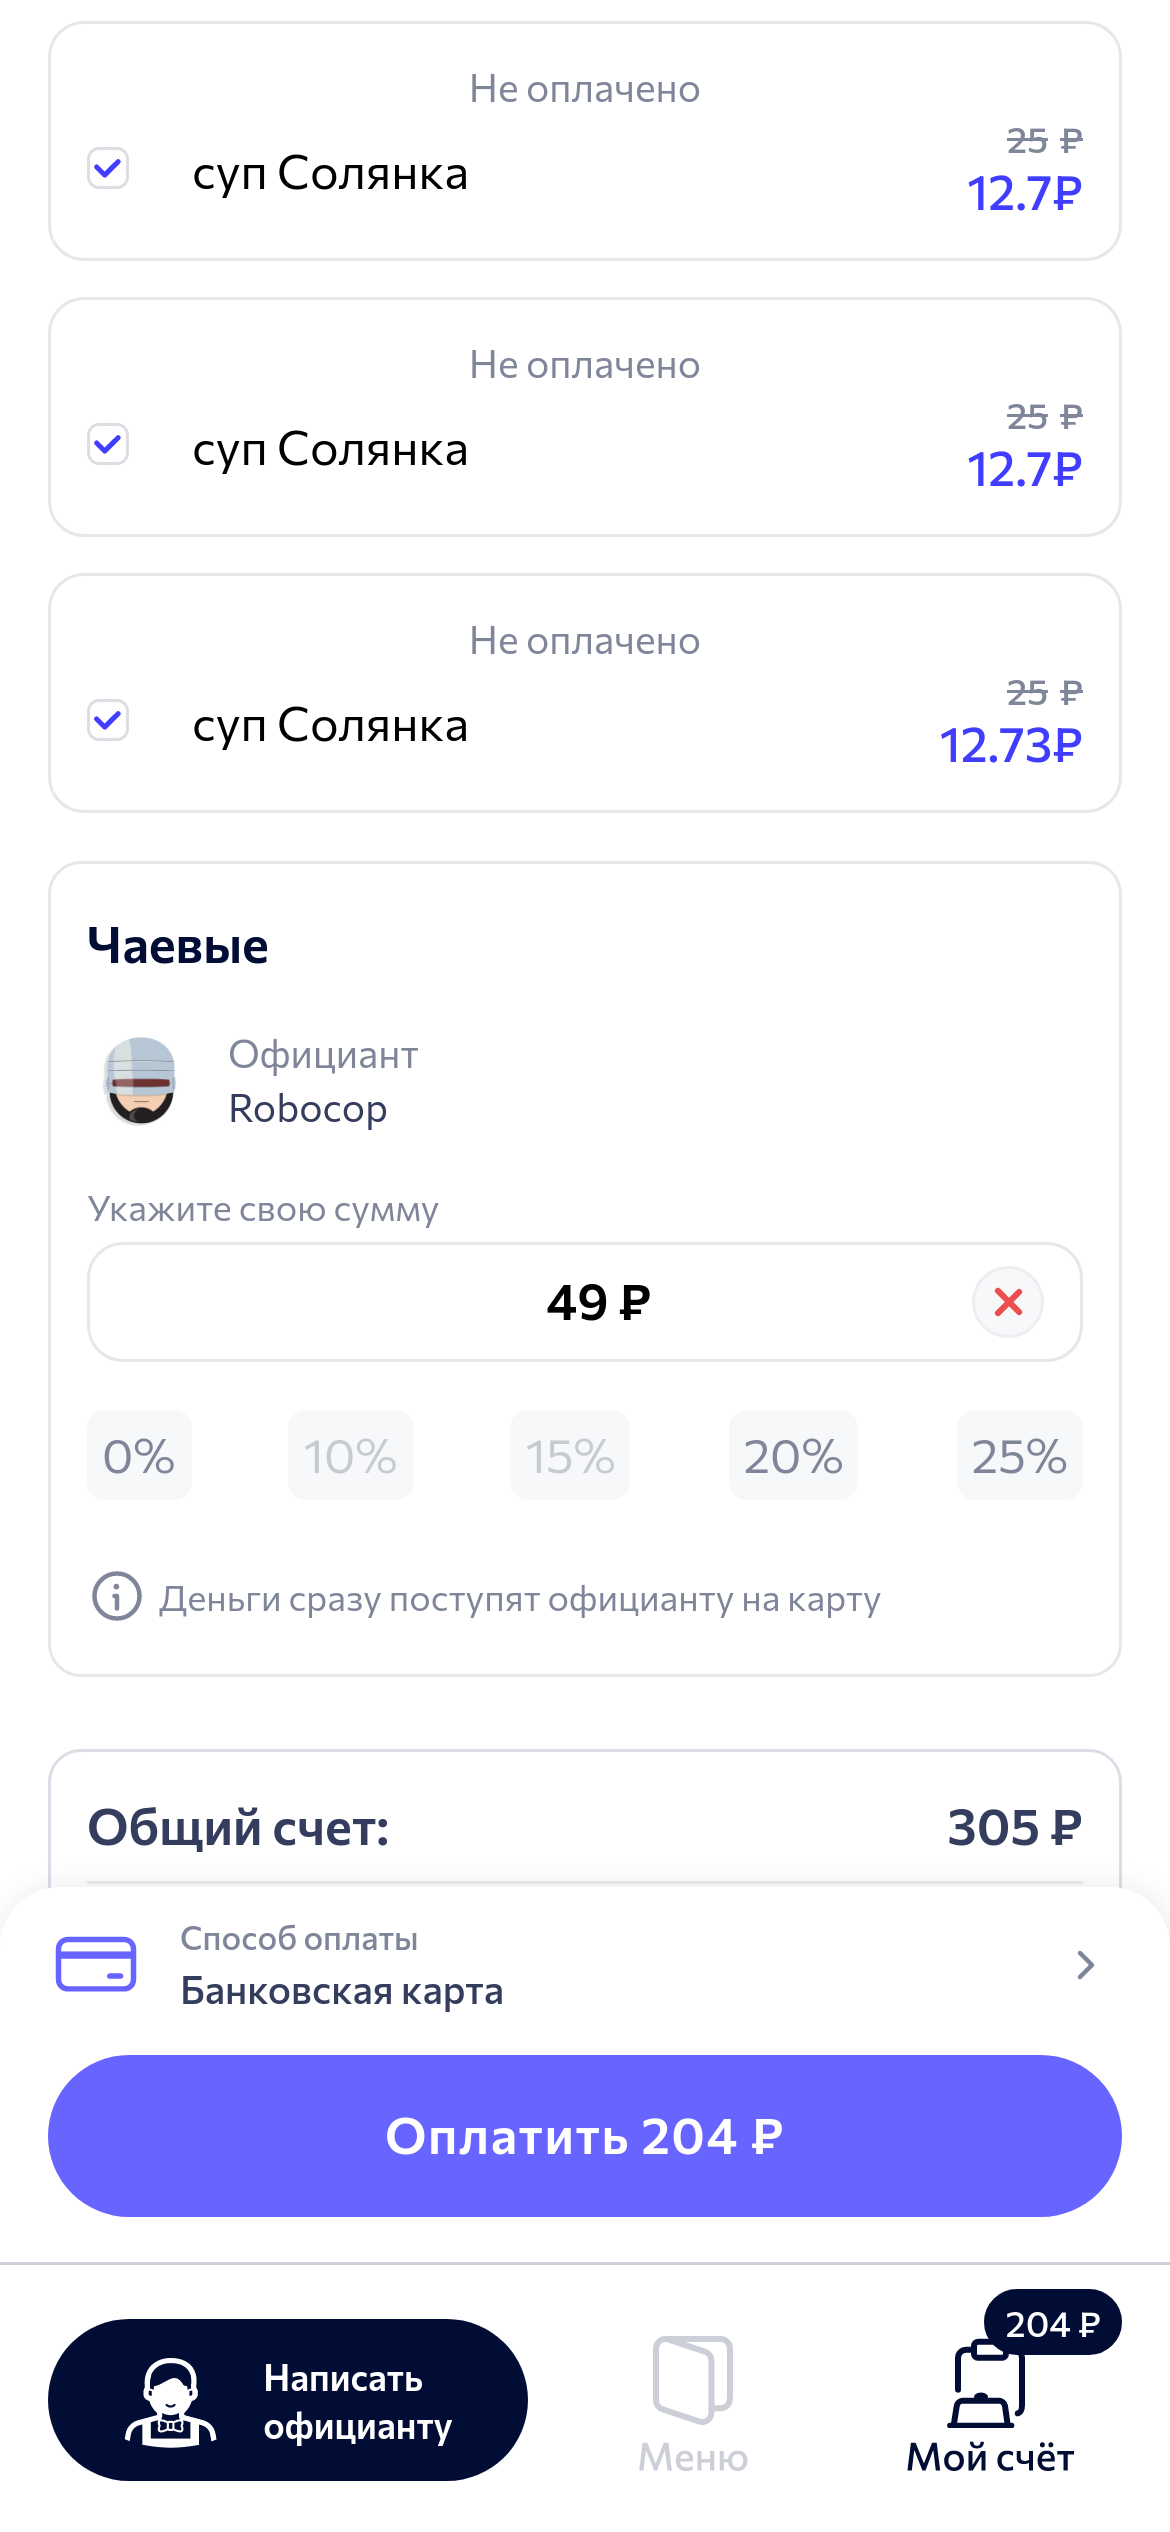 Не оплачено
25 ₽
суп Солянка
12.7₽
Не оплачено
25 ₽
суп Солянка
12.7₽
Не оплачено
25 ₽
суп Солянка
12.73₽
Чаевые
Официант
Robocop
Укажите свою сумму
49 ₽
0% 10% 15% 20% 25%
Деньги сразу поступят официанту на карту
Общий счет: 305 ₽
Способ оплаты
Банковская карта
Оплатить 204 ₽
204 ₽
Написать
официанту
Меню
Мой счёт